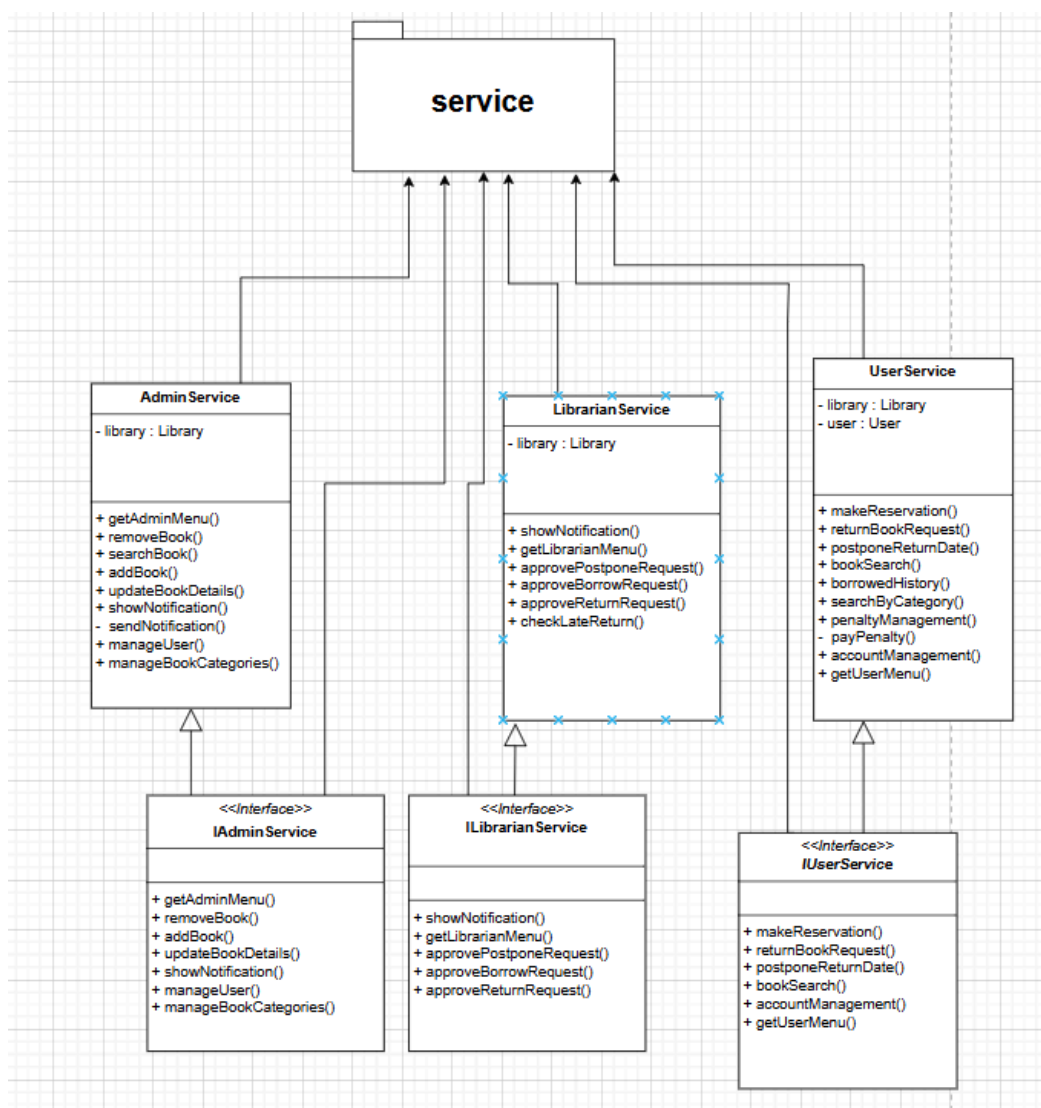 service
AdminService
- library : Library
+ getAdminMenu()
+ removeBook()
+ searchBook()
+ addBook()
+ updateBookDetails()
+ showNotification()
- sendNotification()
+ manageUser()
+ manageBookCategories()
LibrarianService
- library : Library
+ showNotification()
+ getLibrarianMenu()
+ approvePostponeRequest()
+ approveBorrowRequest()
+ approveReturnRequest()
+ checkLateReturn()
UserService
- library : Library
- user : User
+ makeReservation()
+ returnBookRequest()
+ postponeReturnDate()
+ bookSearch()
+ borrowedHistory()
+ searchByCategory()
+ penaltyManagement()
- payPenalty()
+ accountManagement()
+ getUserMenu()
<<Interface>>
IAdminService
+ getAdminMenu()
+ removeBook()
+ addBook()
+ updateBookDetails()
+ showNotification()
+ manageUser()
+ manageBookCategories()
<<Interface>>
ILibrarianService
+ showNotification()
+ getLibrarianMenu()
+ approvePostponeRequest()
+ approveBorrowRequest()
+ approveReturnRequest()
<<Interface>>
IUserService
+ makeReservation()
+ returnBookRequest()
+ postponeReturnDate()
+ bookSearch()
+ accountManagement()
+ getUserMenu()